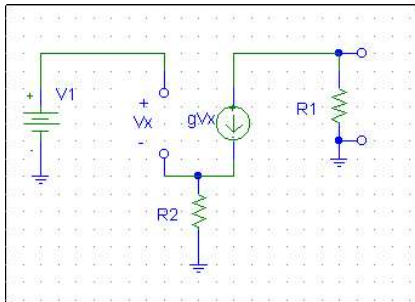 +
V1
-
+
Vx
-
gVx
+
-
R1
R2